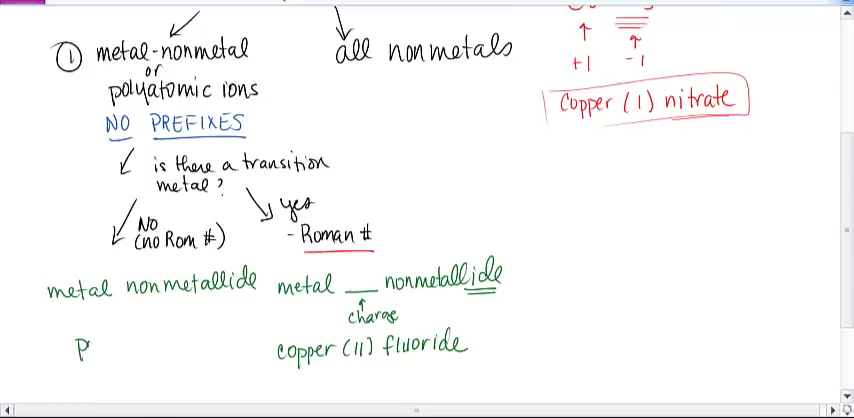 ① metal-nonmetal
or
polyatomic ions
NO PREFIXES
is there a transition
metal?
No
(no Rom #)
yes
- Roman #
metal nonmetallide
metal __ nonmetallide
charge
copper (II) fluoride
P
all nonmetals
+1 -1
copper (I) nitrate